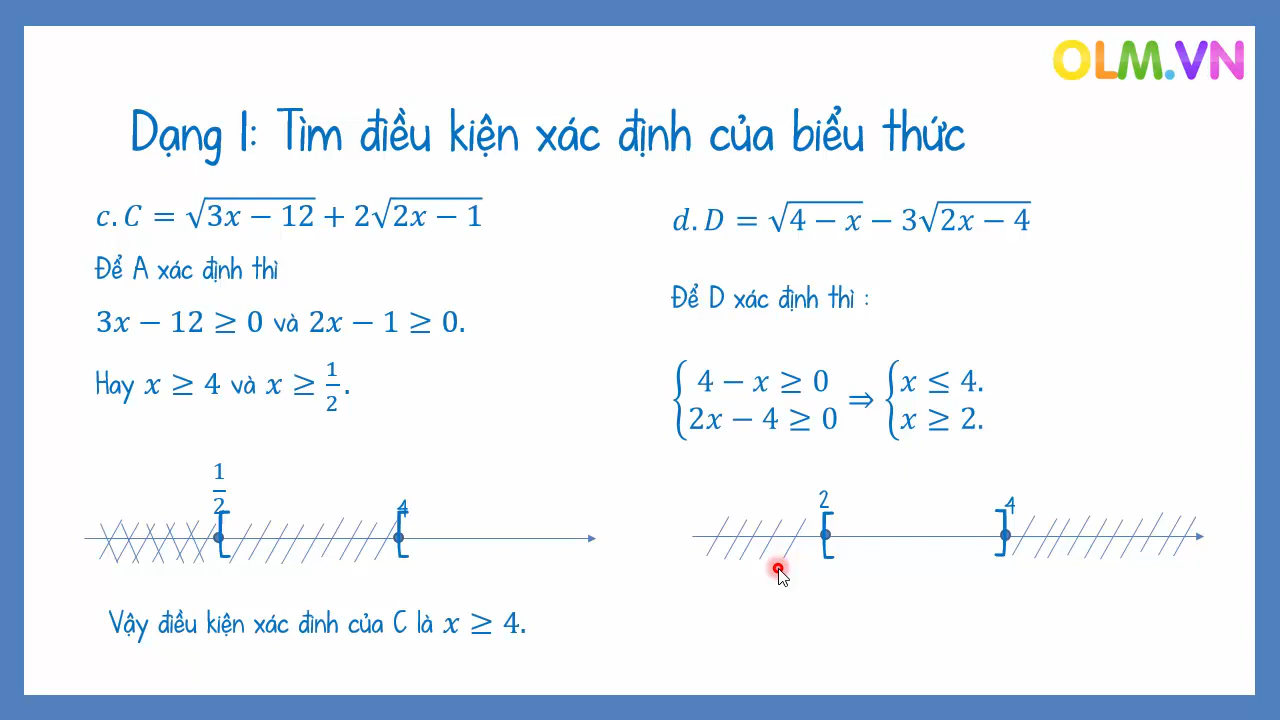 OLM.VN
Dạng 1: Tìm điều kiện xác định của biểu thức
c. C = √(3x − 12) + 2√(2x − 1)
Để A xác định thì
3x − 12 ≥ 0 và 2x − 1 ≥ 0.
Hay x ≥ 4 và x ≥ 1/2.
1/2
4
Vậy điều kiện xác đinh của C là x ≥ 4.
d. D = √(4 − x) − 3√(2x − 4)
Để D xác định thì :
{4 − x ≥ 0 ⇒ {x ≤ 4.
{2x − 4 ≥ 0 {x ≥ 2.
2
4